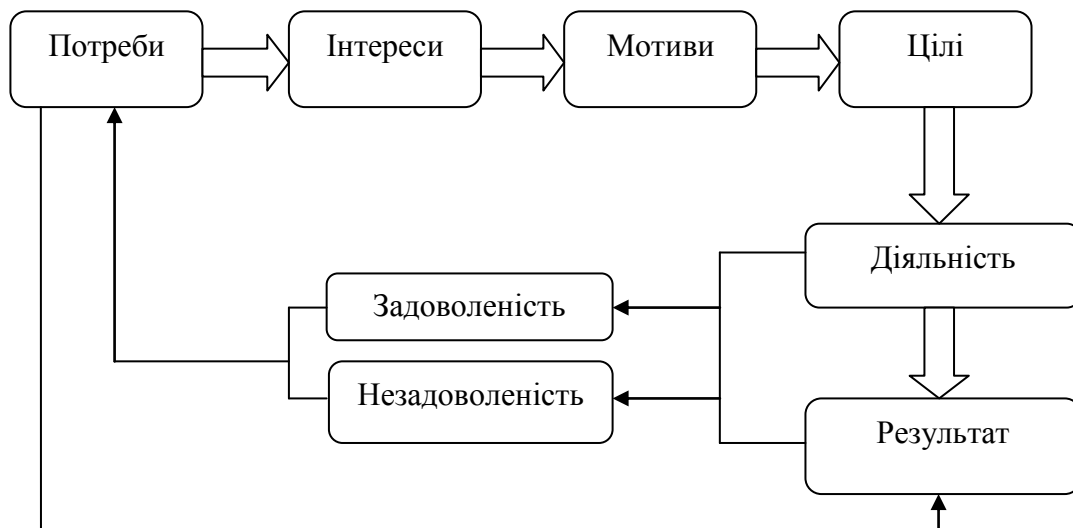 Потреби
Інтереси
Мотиви
Цілі
Діяльність
Задоволеність
Незадоволеність
Результат